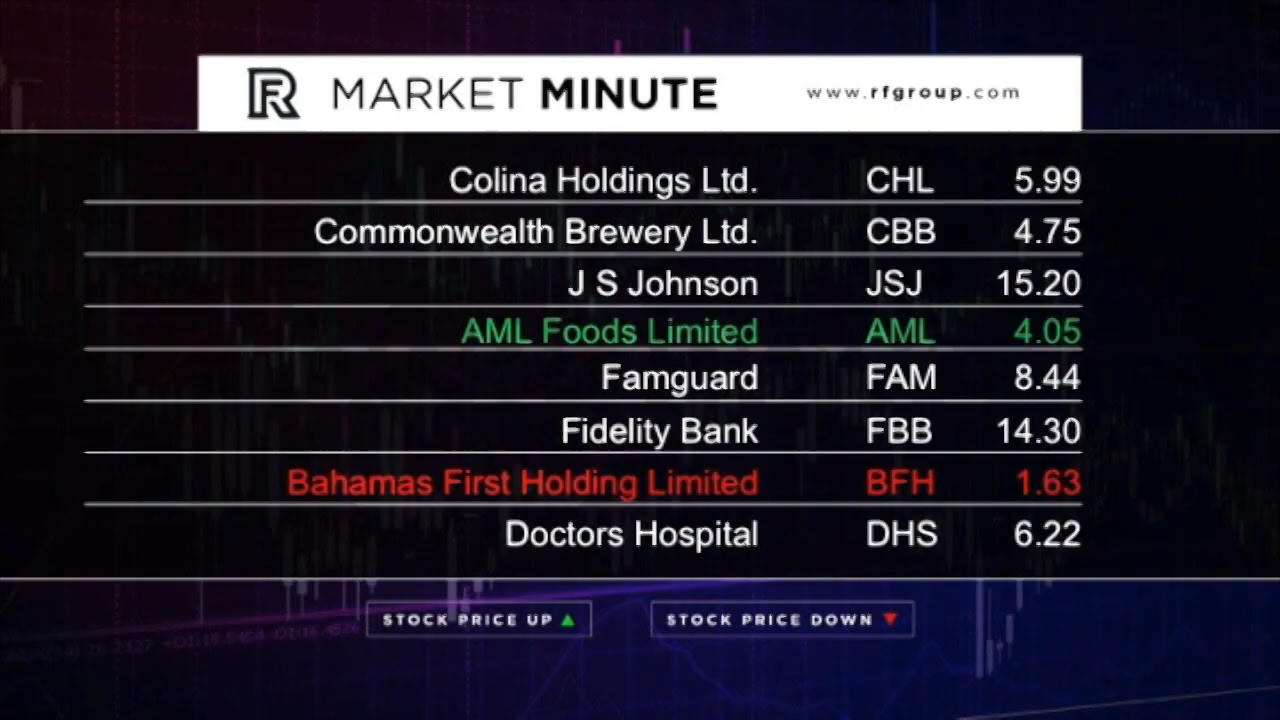 R MARKET MINUTE www.rfgroup.com
Colina Holdings Ltd. CHL 5.99
Commonwealth Brewery Ltd. CBB 4.75
J S Johnson JSJ 15.20
AML Foods Limited AML 4.05
Famguard FAM 8.44
Fidelity Bank FBB 14.30
Bahamas First Holding Limited BFH 1.63
Doctors Hospital DHS 6.22
STOCK PRICE UP ▲ STOCK PRICE DOWN ▼